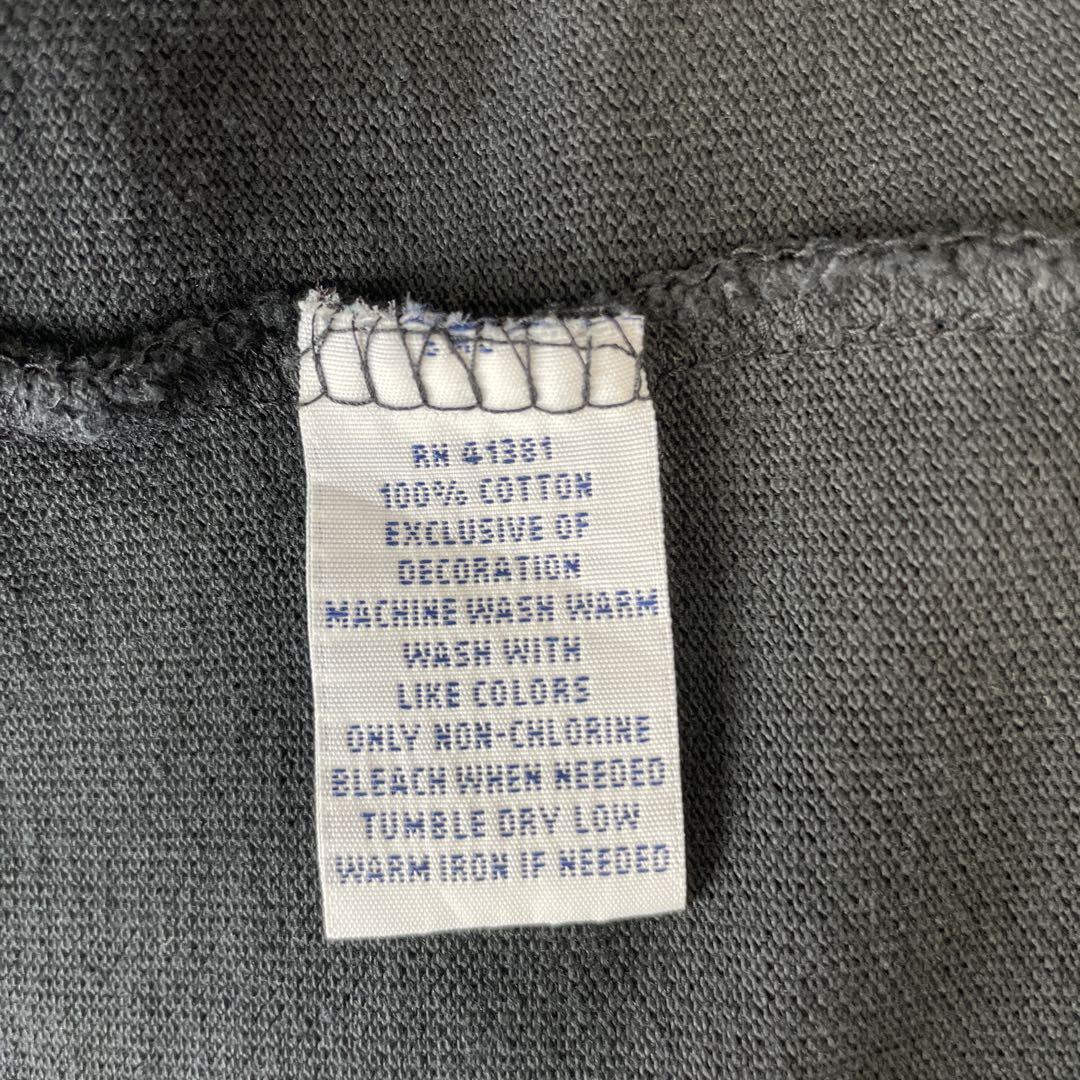 RN 41381
100% COTTON
EXCLUSIVE OF
DECORATION
MACHINE WASH WARM
WASH WITH
LIKE COLORS
ONLY NON-CHLORINE
BLEACH WHEN NEEDED
TUMBLE DRY LOW
WARM IRON IF NEEDED